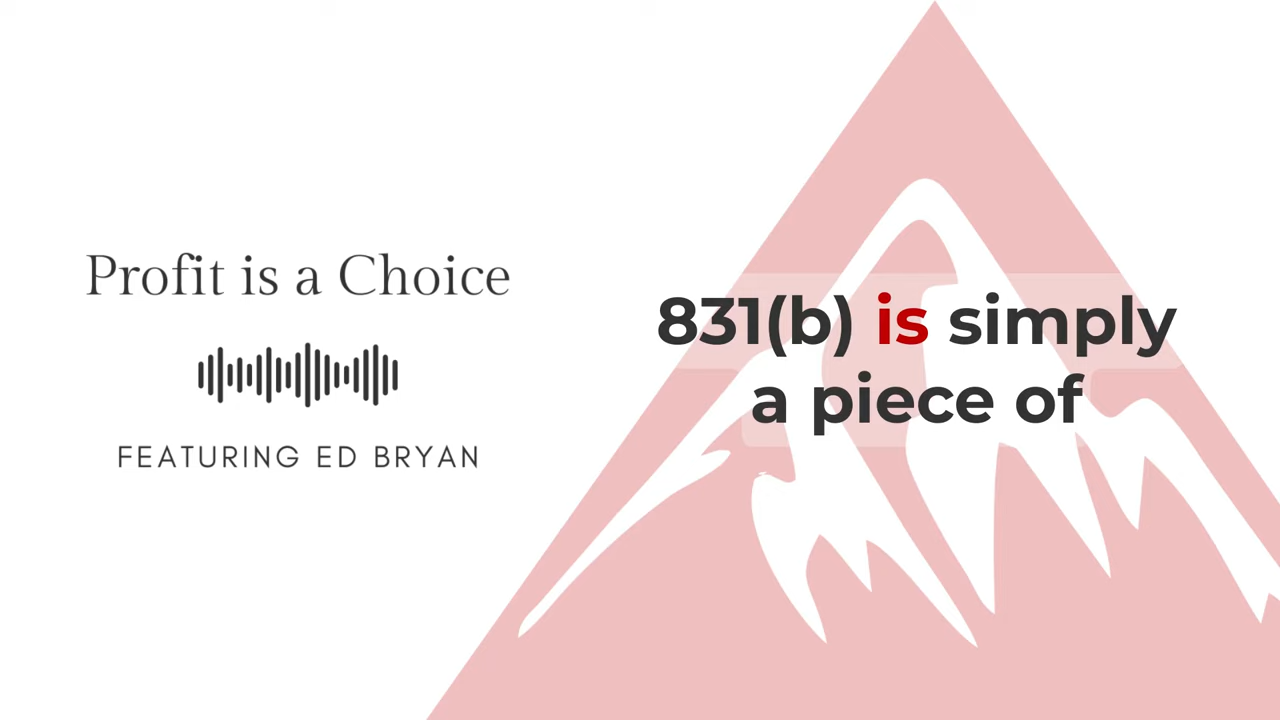 Profit is a Choice
FEATURING ED BRYAN
831(b) is simply
a piece of